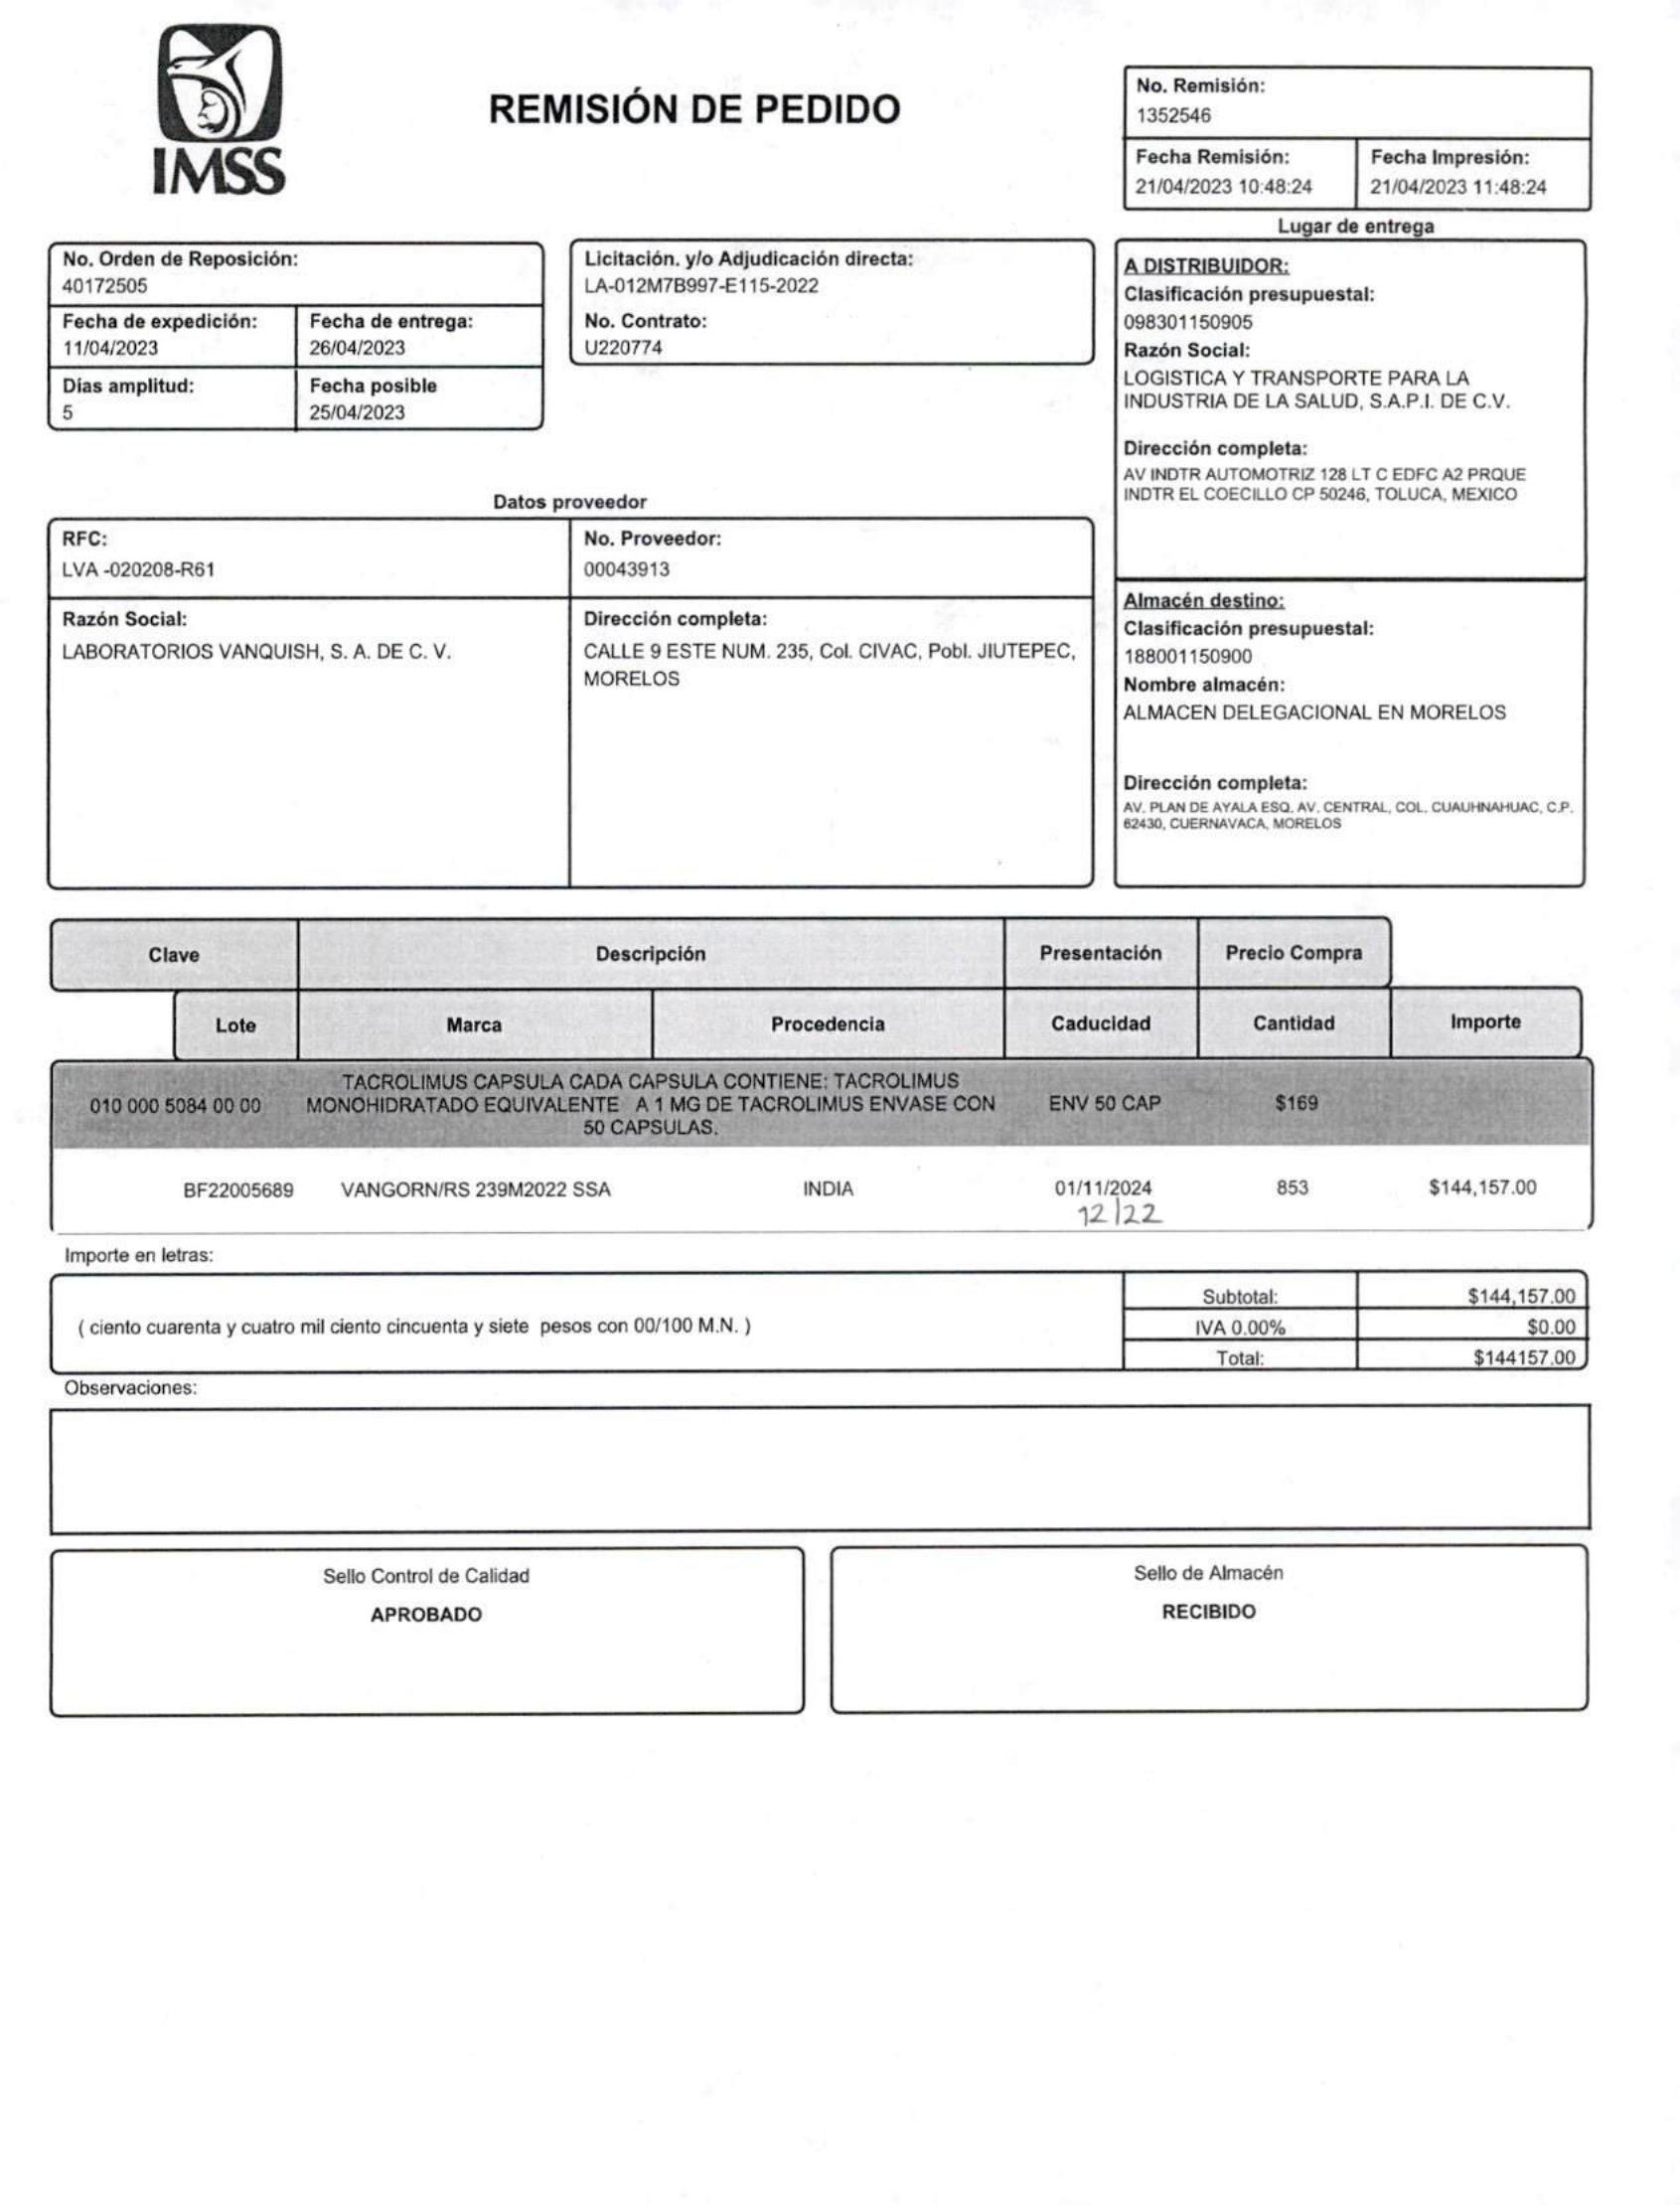 IMSS
REMISIÓN DE PEDIDO
No. Remisión:
1352546
Fecha Remisión:
21/04/2023 10:48:24
Fecha Impresión:
21/04/2023 11:48:24
No. Orden de Reposición:
40172505
Fecha de expedición:
11/04/2023
Fecha de entrega:
26/04/2023
Días amplitud:
5
Fecha posible
25/04/2023
Licitación. y/o Adjudicación directa:
LA-012M7B997-E115-2022
No. Contrato:
U220774
Lugar de entrega
A DISTRIBUIDOR:
Clasificación presupuestal:
098301150905
Razón Social:
LOGISTICA Y TRANSPORTE PARA LA
INDUSTRIA DE LA SALUD, S.A.P.I. DE C.V.
Dirección completa:
AV INDTR AUTOMOTRIZ 128 LT C EDFC A2 PRQUE
INDTR EL COECILLO CP 50246, TOLUCA, MEXICO
Datos proveedor
RFC:
LVA -020208-R61
No. Proveedor:
00043913
Razón Social:
LABORATORIOS VANQUISH, S. A. DE C. V.
Dirección completa:
CALLE 9 ESTE NUM. 235, Col. CIVAC, Pobl. JIUTEPEC,
MORELOS
Almacén destino:
Clasificación presupuestal:
188001150900
Nombre almacén:
ALMACEN DELEGACIONAL EN MORELOS
Dirección completa:
AV. PLAN DE AYALA ESQ. AV. CENTRAL, COL. CUAUHNAHUAC, C.P.
62430, CUERNAVACA, MORELOS
Clave Descripción Presentación Precio Compra
Lote Marca Procedencia Caducidad Cantidad Importe
TACROLIMUS CAPSULA CADA CAPSULA CONTIENE: TACROLIMUS
010 000 5084 00 00 MONOHIDRATADO EQUIVALENTE A 1 MG DE TACROLIMUS ENVASE CON ENV 50 CAP $169
50 CAPSULAS.
BF22005689 VANGORN/RS 239M2022 SSA INDIA 01/11/2024 853 $144,157.00
12/22
Importe en letras:
( ciento cuarenta y cuatro mil ciento cincuenta y siete pesos con 00/100 M.N. )
Subtotal: $144,157.00
IVA 0.00% $0.00
Total: $144157.00
Observaciones:
Sello Control de Calidad
APROBADO
Sello de Almacén
RECIBIDO